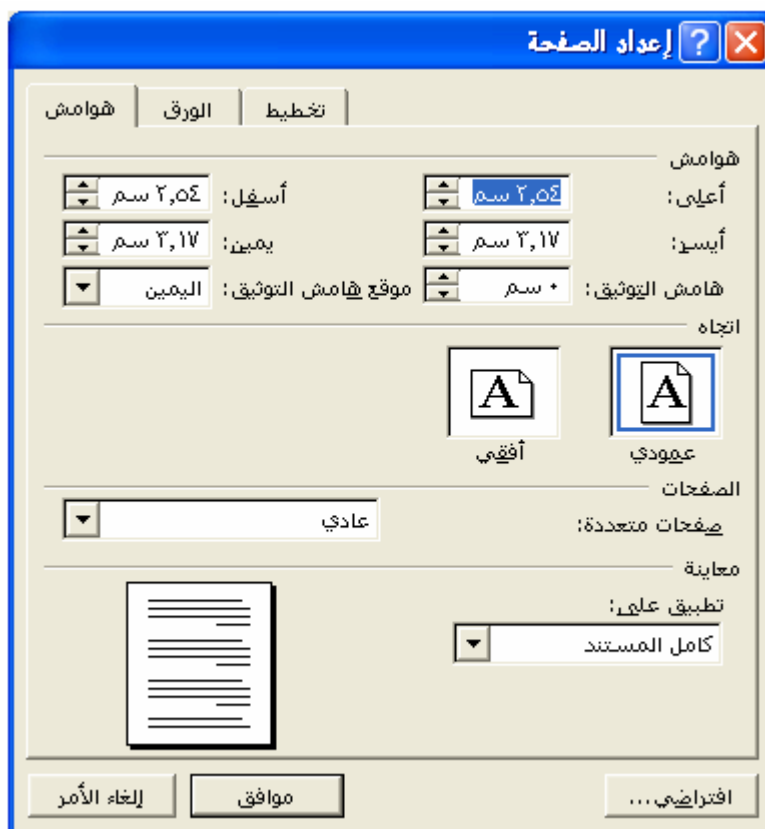 إعداد الصفحة
هوامش الورق تخطيط
هوامش
أعلى: ٢,٥٤ سم أسفل: ٢,٥٤ سم
أيسر: ٣,١٧ سم يمين: ٣,١٧ سم
هامش التوثيق: ٠ سم موقع هامش التوثيق: اليمين
اتجاه
A A
عمودي أفقي
الصفحات
صفحات متعددة: عادي
معاينة
تطبيق على:
كامل المستند
افتراضي... موافق إلغاء الأمر